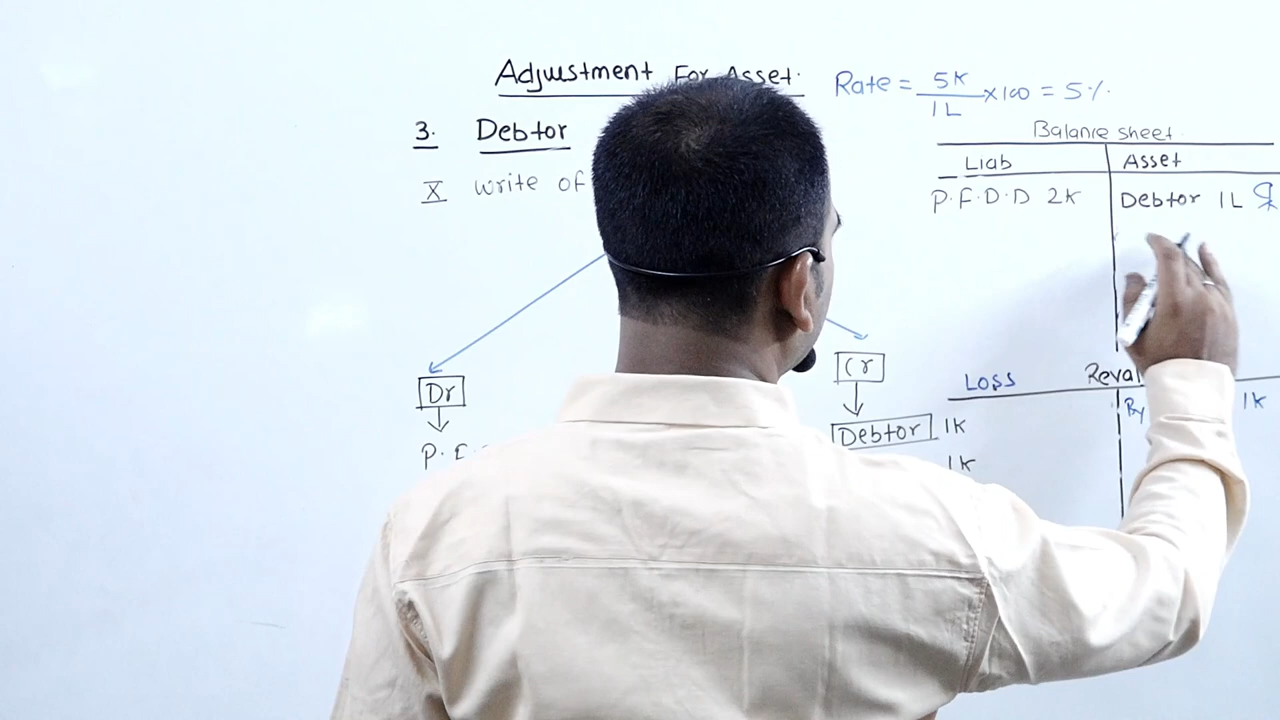 Adjustment For Asset.
Rate = 5K / 1L ×100 = 5%
3. Debtor
X write of
Balance sheet
Liab Asset
P.F.D.D 2K Debtor 1L
Dr
Cr
Debtor
Loss Reval
By 1K
1K
1K